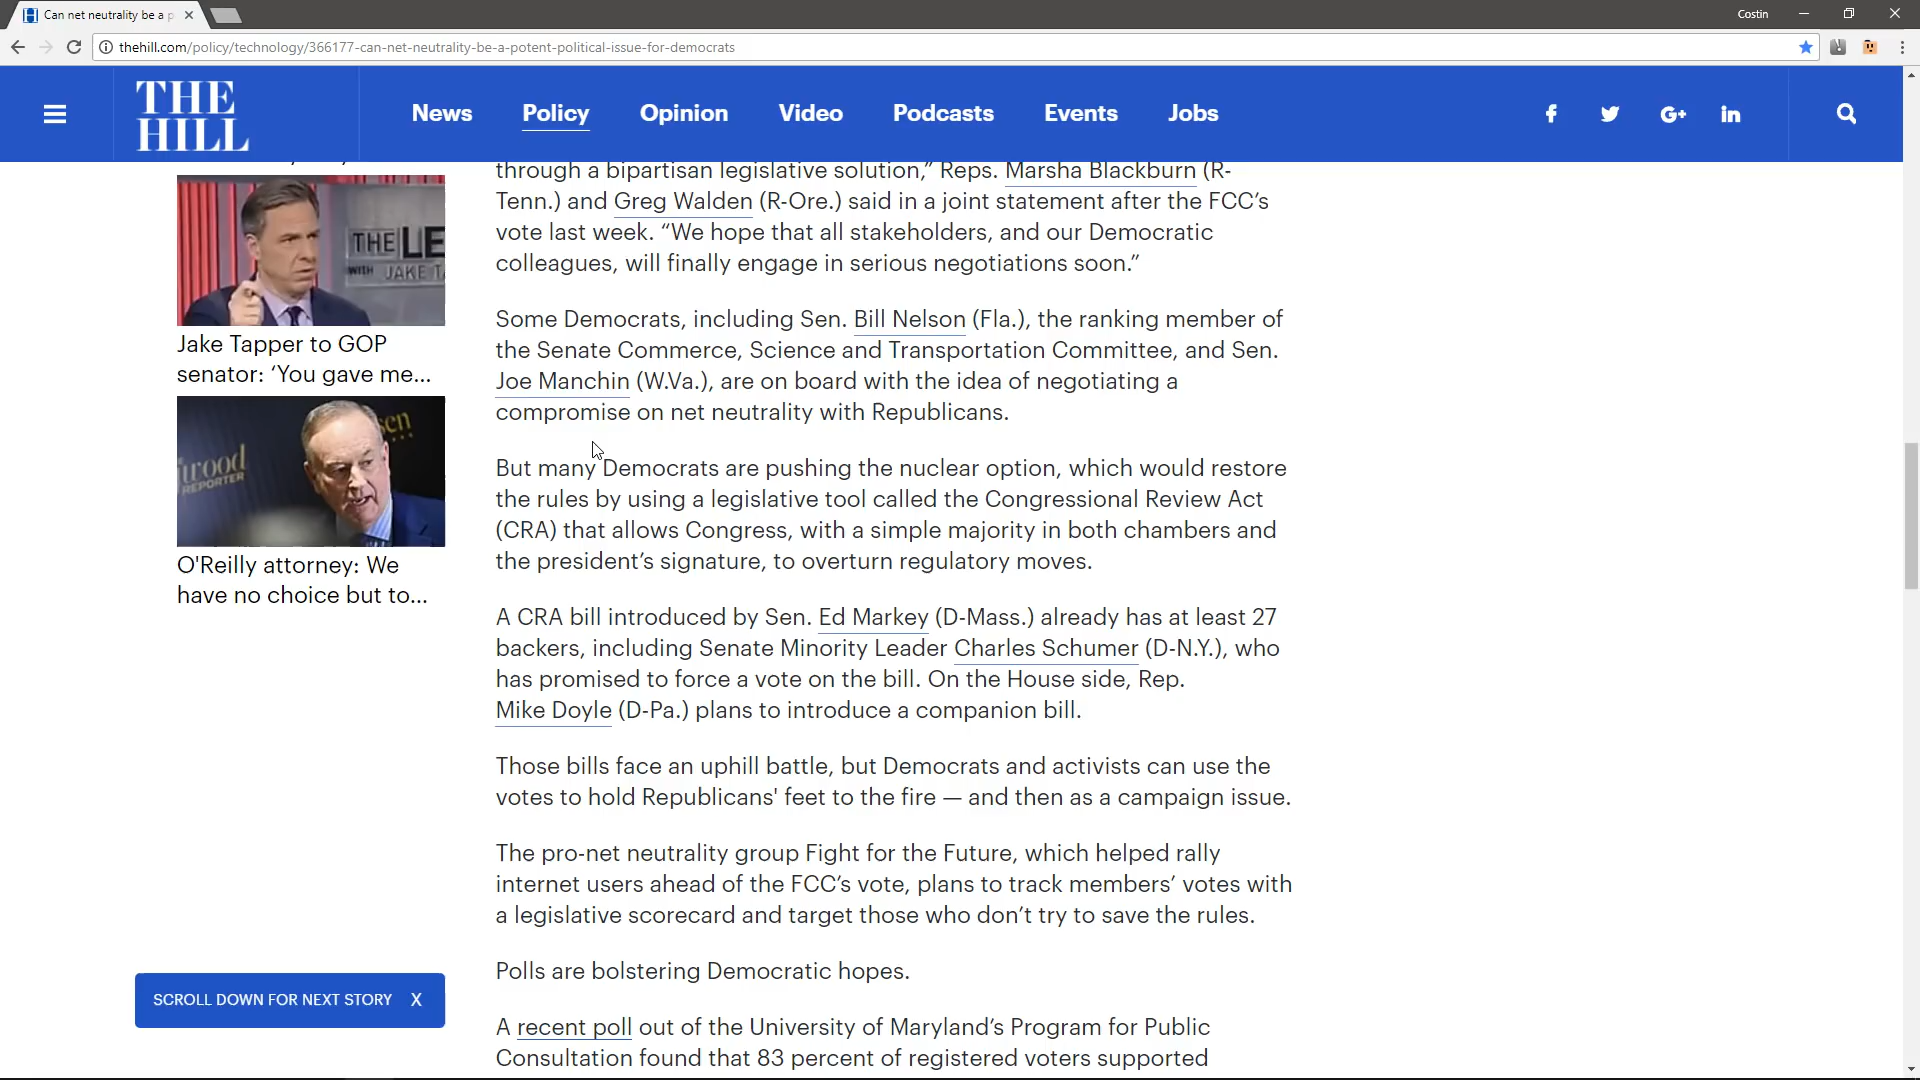 Can net neutrality be a p
Costin
thehill.com/policy/technology/366177-can-net-neutrality-be-a-potent-political-issue-for-democrats
THE
HILL
News
Policy
Opinion
Video
Podcasts
Events
Jobs
THE LE
WITH JAKE TA
Jake Tapper to GOP
senator: ‘You gave me...
sen
wood
REPORTER
O'Reilly attorney: We
have no choice but to...
SCROLL DOWN FOR NEXT STORY X
through a bipartisan legislative solution,” Reps. Marsha Blackburn (R-
Tenn.) and Greg Walden (R-Ore.) said in a joint statement after the FCC’s
vote last week. “We hope that all stakeholders, and our Democratic
colleagues, will finally engage in serious negotiations soon.”
Some Democrats, including Sen. Bill Nelson (Fla.), the ranking member of
the Senate Commerce, Science and Transportation Committee, and Sen.
Joe Manchin (W.Va.), are on board with the idea of negotiating a
compromise on net neutrality with Republicans.
But many Democrats are pushing the nuclear option, which would restore
the rules by using a legislative tool called the Congressional Review Act
(CRA) that allows Congress, with a simple majority in both chambers and
the president’s signature, to overturn regulatory moves.
A CRA bill introduced by Sen. Ed Markey (D-Mass.) already has at least 27
backers, including Senate Minority Leader Charles Schumer (D-N.Y.), who
has promised to force a vote on the bill. On the House side, Rep.
Mike Doyle (D-Pa.) plans to introduce a companion bill.
Those bills face an uphill battle, but Democrats and activists can use the
votes to hold Republicans' feet to the fire — and then as a campaign issue.
The pro-net neutrality group Fight for the Future, which helped rally
internet users ahead of the FCC’s vote, plans to track members’ votes with
a legislative scorecard and target those who don’t try to save the rules.
Polls are bolstering Democratic hopes.
A recent poll out of the University of Maryland’s Program for Public
Consultation found that 83 percent of registered voters supported